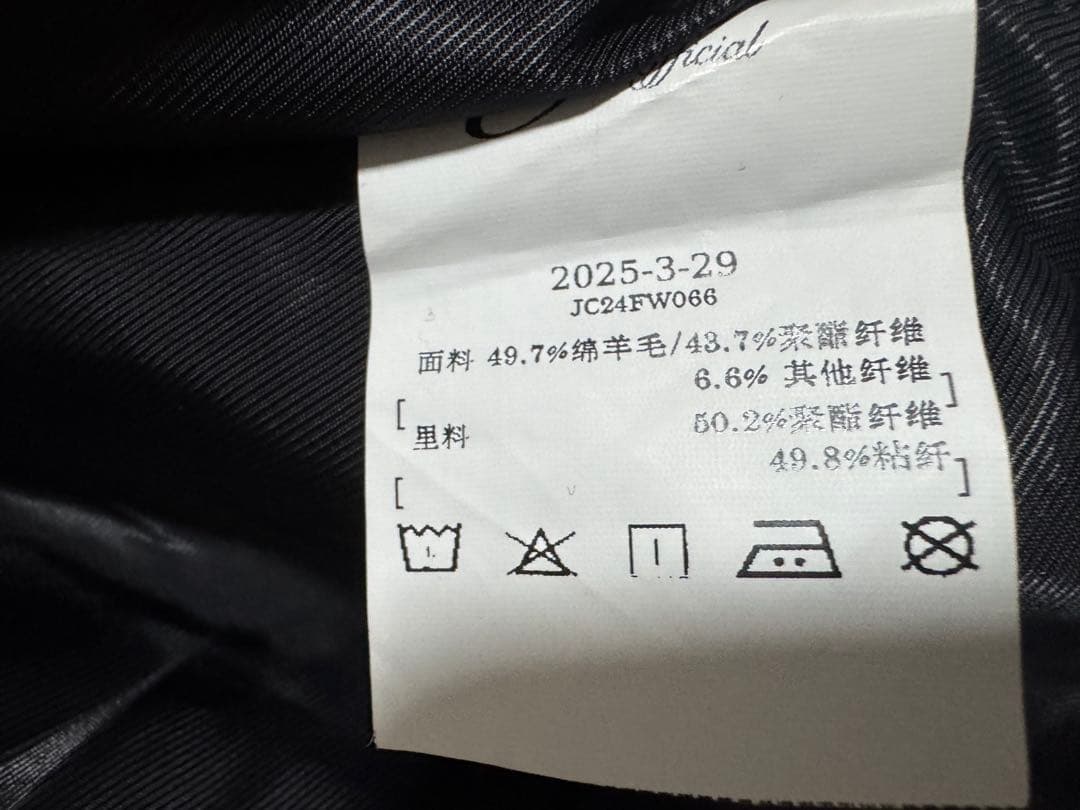 official
2025-3-29
JC24FW066
面料 49.7%绵羊毛/43.7%聚酯纤维
6.6% 其他纤维
里料 50.2%聚酯纤维
49.8%粘纤